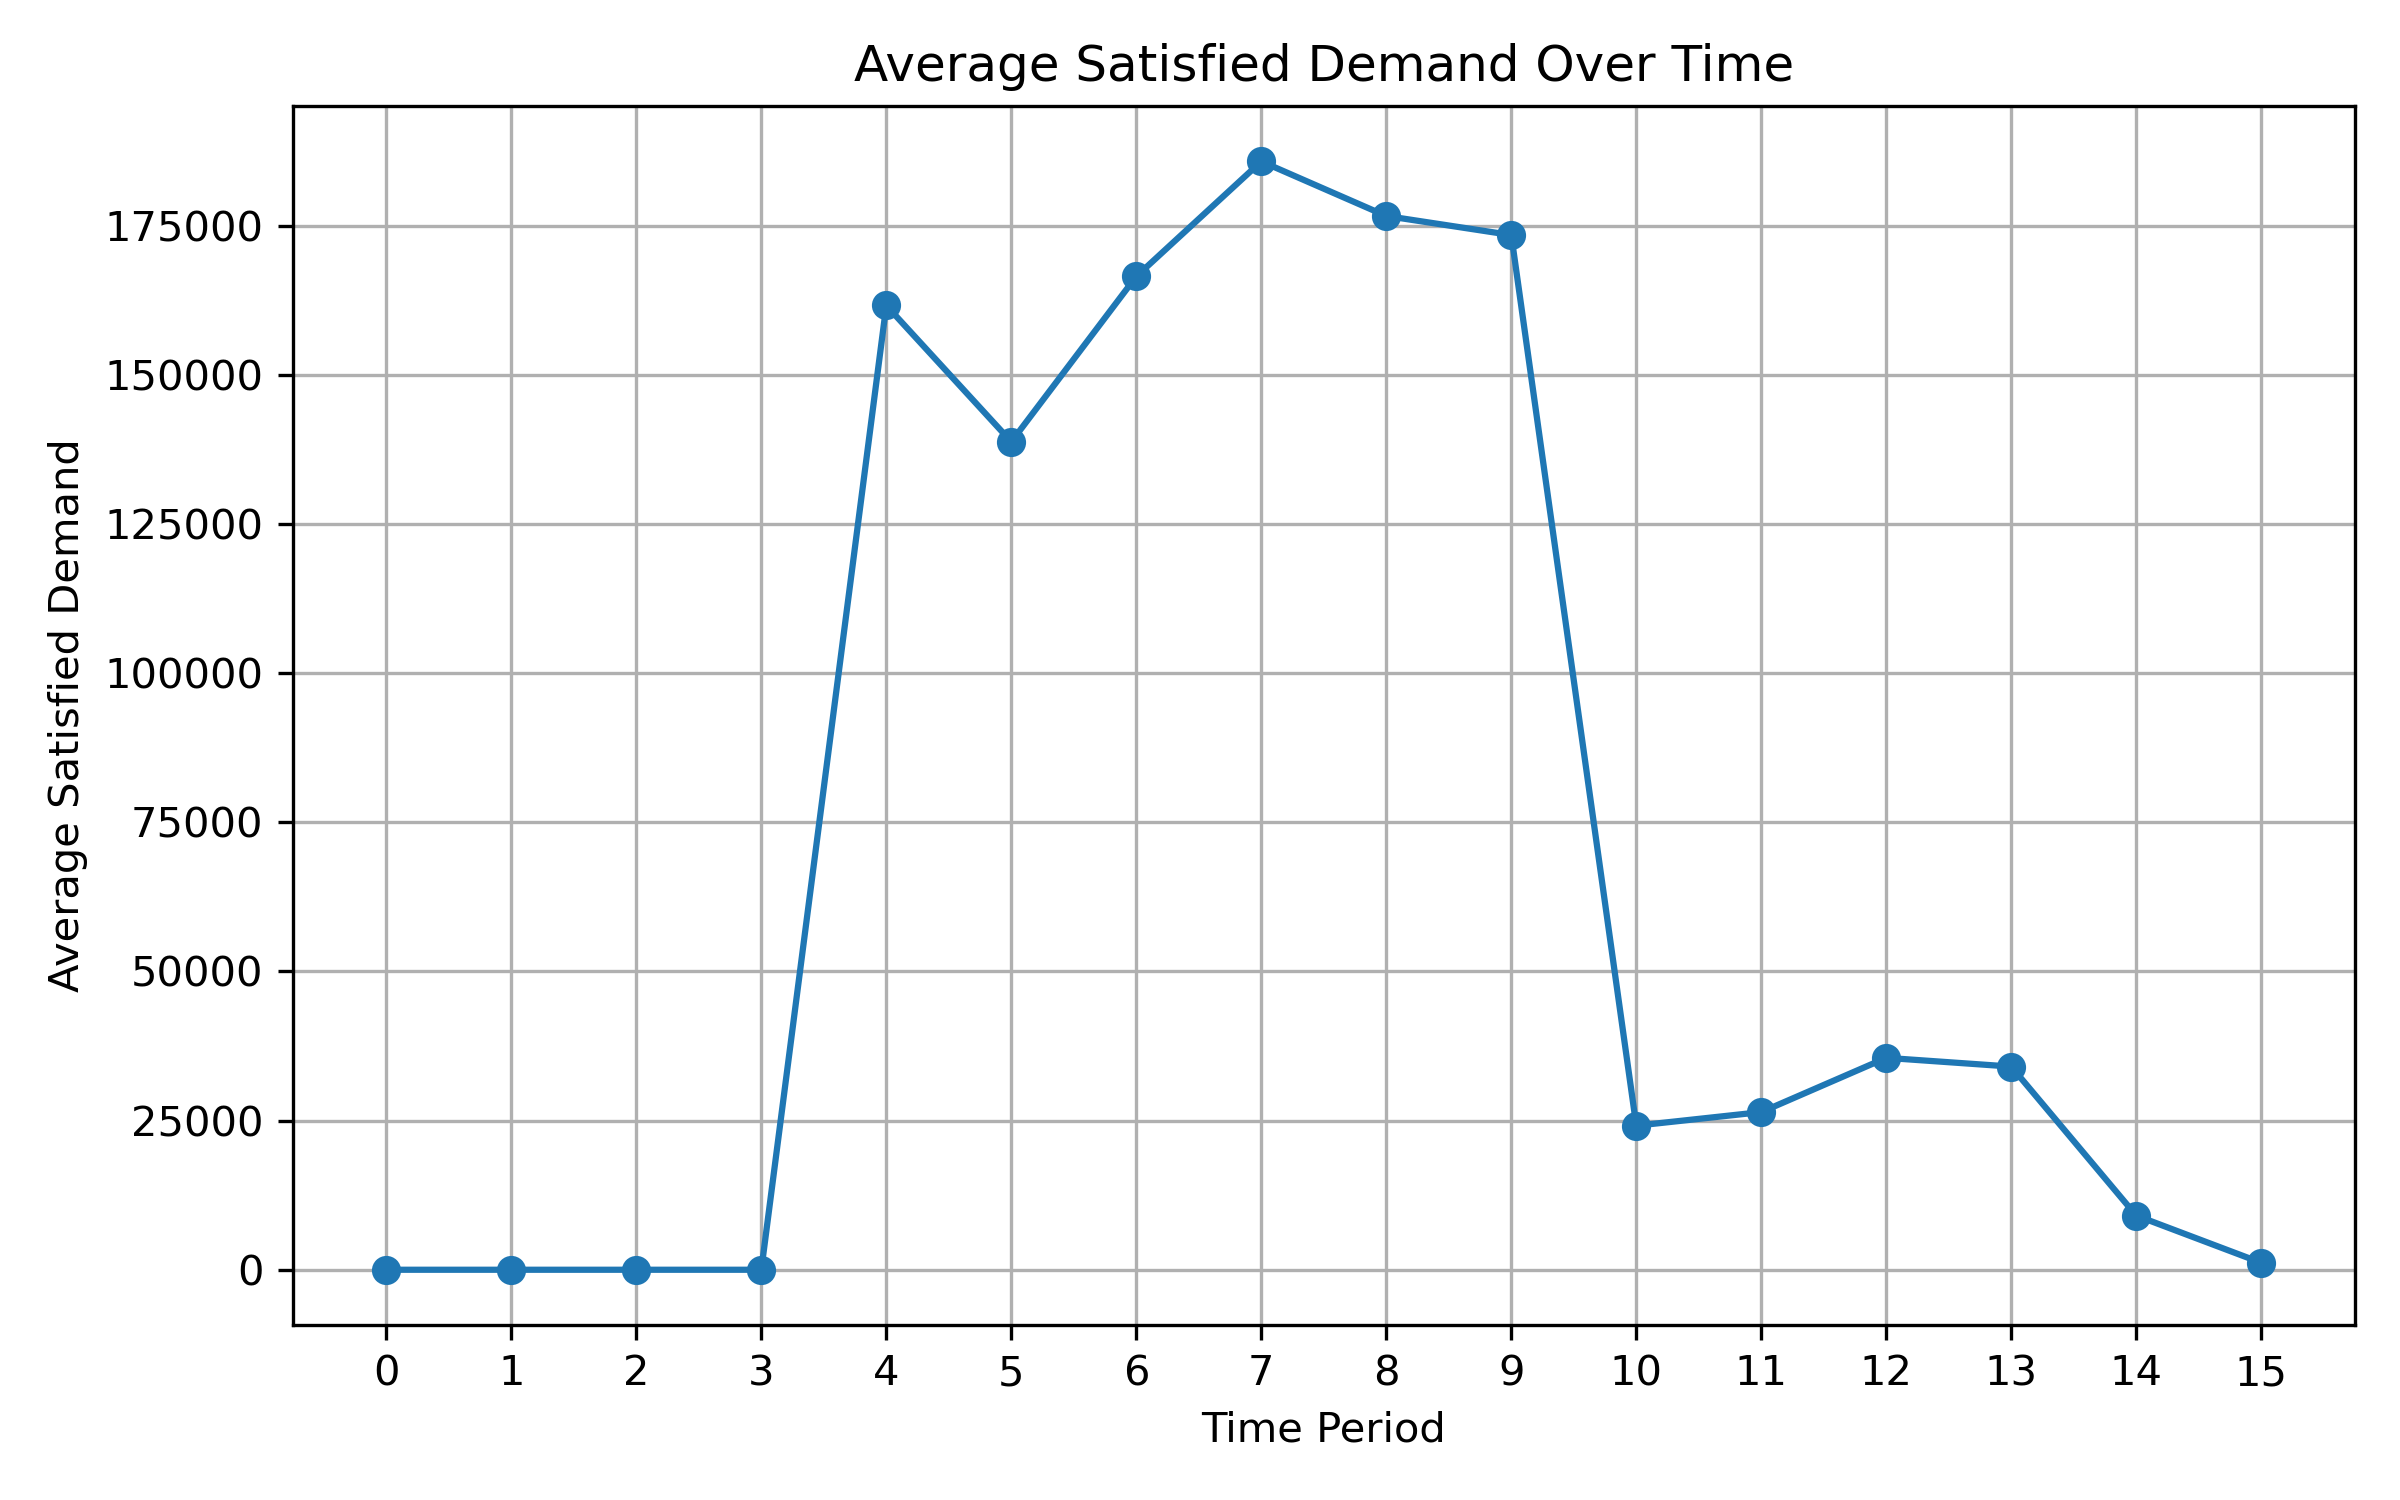 Average Satisfied Demand Over Time
Average Satisfied Demand
175000
150000
125000
100000
75000
50000
25000
0
0 1 2 3 4 5 6 7 8 9 10 11 12 13 14 15
Time Period